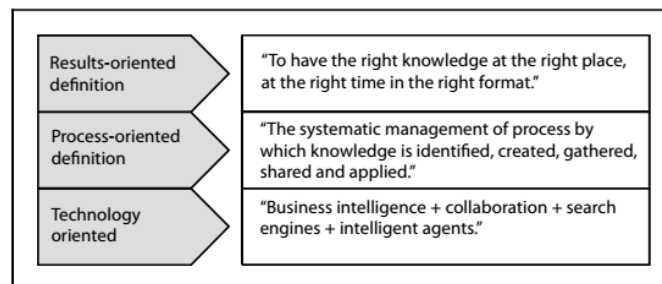 Results-oriented
definition
“To have the right knowledge at the right place,
at the right time in the right format.”
Process-oriented
definition
“The systematic management of process by
which knowledge is identified, created, gathered,
shared and applied.”
Technology
oriented
“Business intelligence + collaboration + search
engines + intelligent agents.”